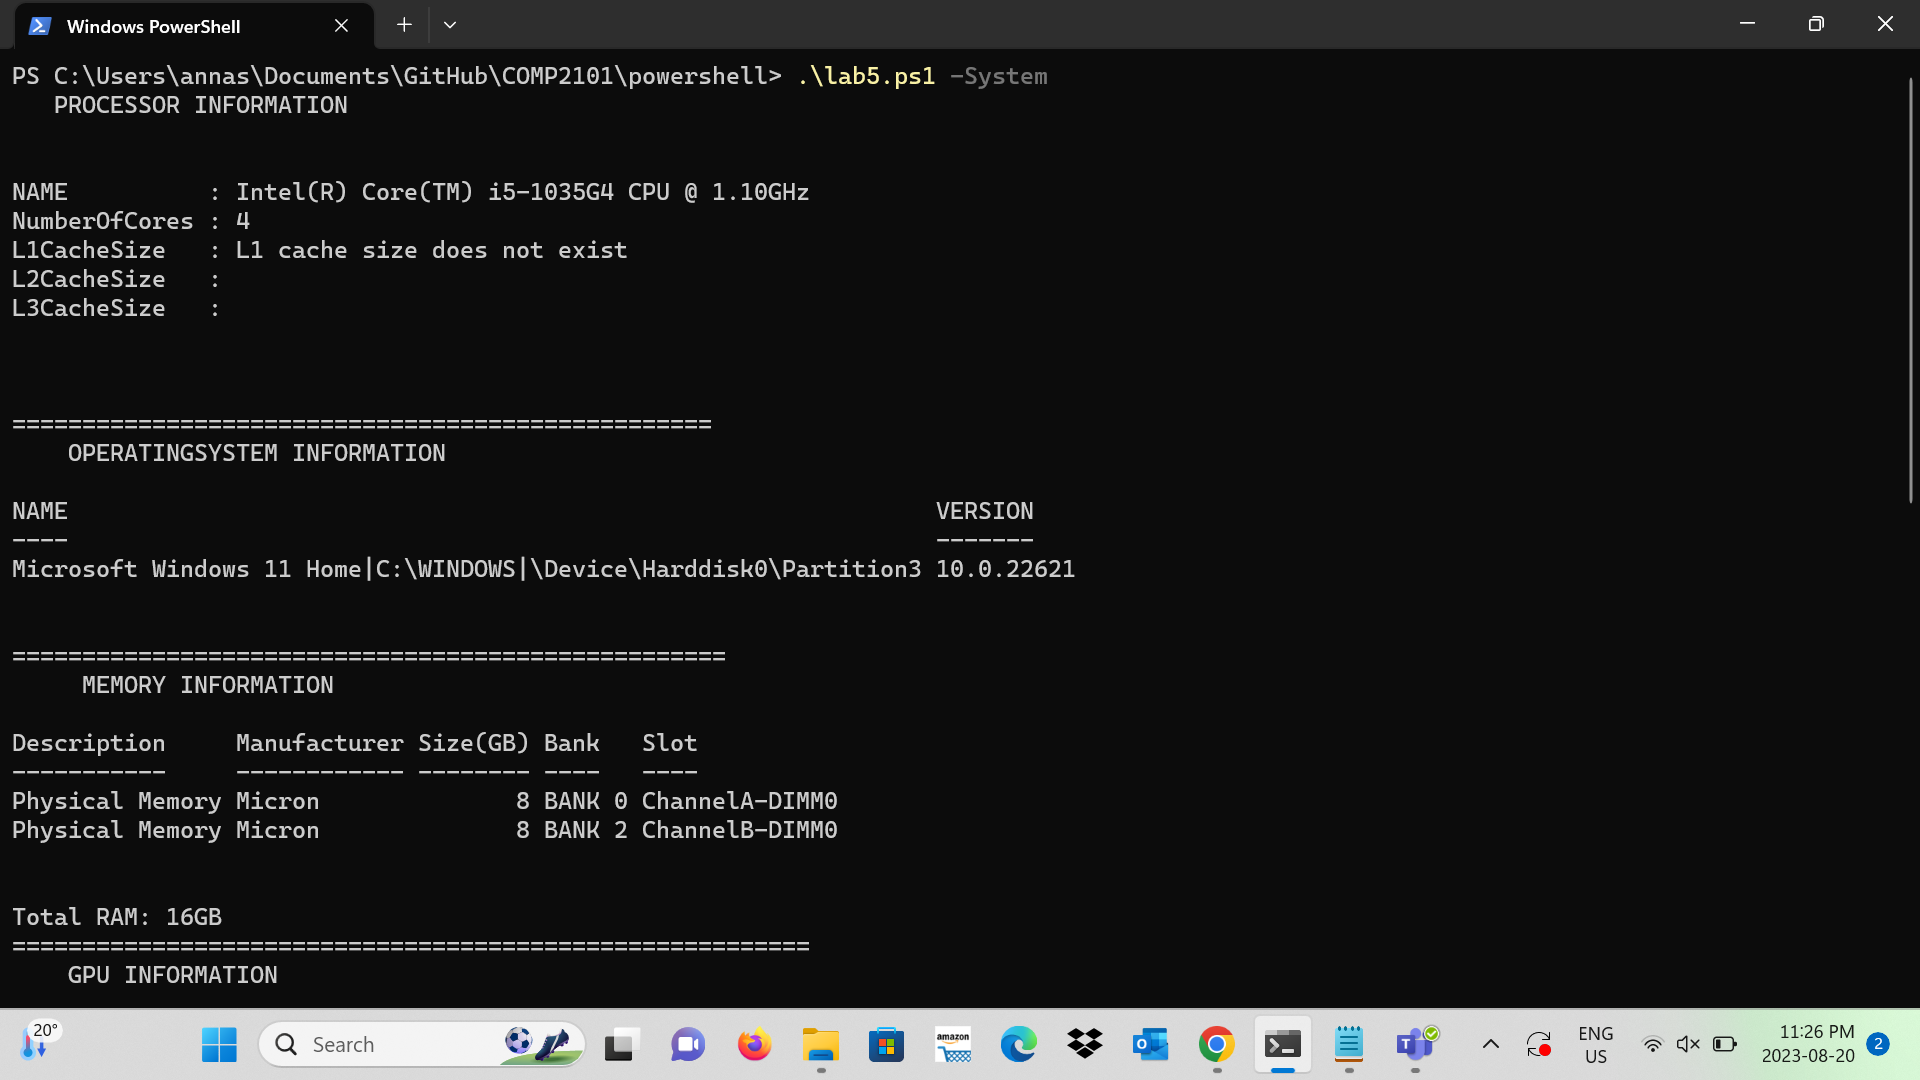 Windows PowerShell
PS C:\Users\annas\Documents\GitHub\COMP2101\powershell> .\lab5.ps1 -System
PROCESSOR INFORMATION
NAME : Intel(R) Core(TM) i5-1035G4 CPU @ 1.10GHz
NumberOfCores : 4
L1CacheSize : L1 cache size does not exist
L2CacheSize :
L3CacheSize :
==================================================
OPERATINGSYSTEM INFORMATION
NAME VERSION
---- -------
Microsoft Windows 11 Home|C:\WINDOWS|\Device\Harddisk0\Partition3 10.0.22621
===================================================
MEMORY INFORMATION
Description Manufacturer Size(GB) Bank Slot
----------- ------------ -------- ---- ----
Physical Memory Micron 8 BANK 0 ChannelA-DIMM0
Physical Memory Micron 8 BANK 2 ChannelB-DIMM0
Total RAM: 16GB
=========================================================
GPU INFORMATION
20°
Search
amazon
ENG
US
11:26 PM
2023-08-20
2